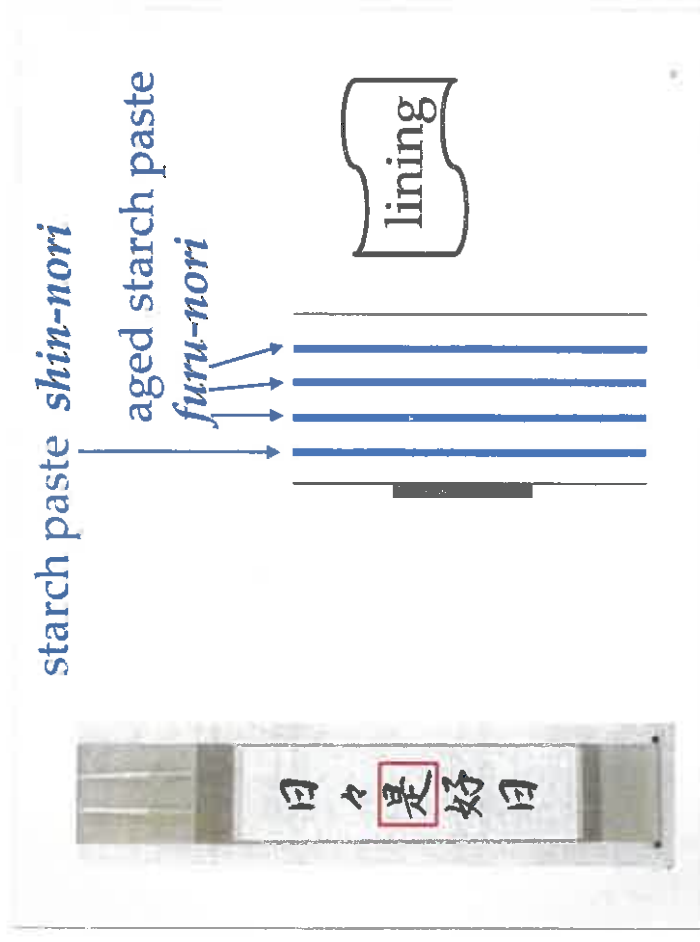 starch paste shin-nori
aged starch paste
furu-nori
lining
日々是好日